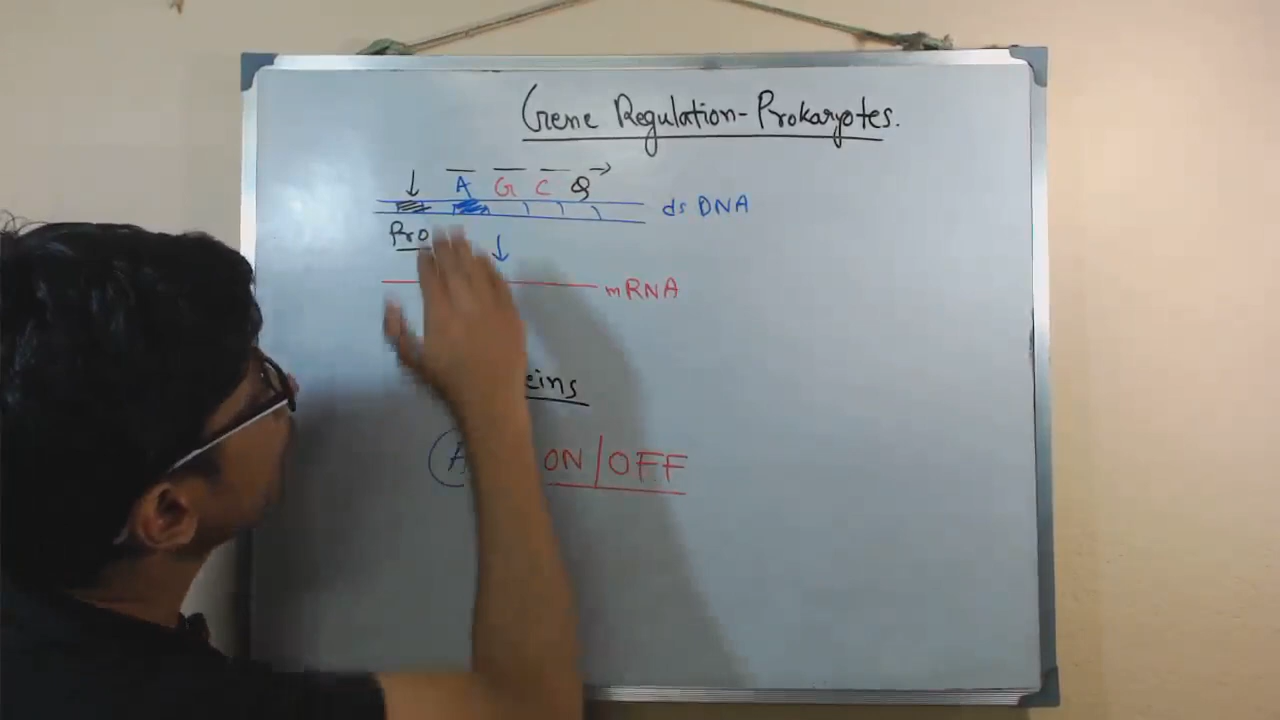 Gene Regulation-Prokaryotes.
A G C Q
ds DNA
Pro
mRNA
eins
A ON/OFF